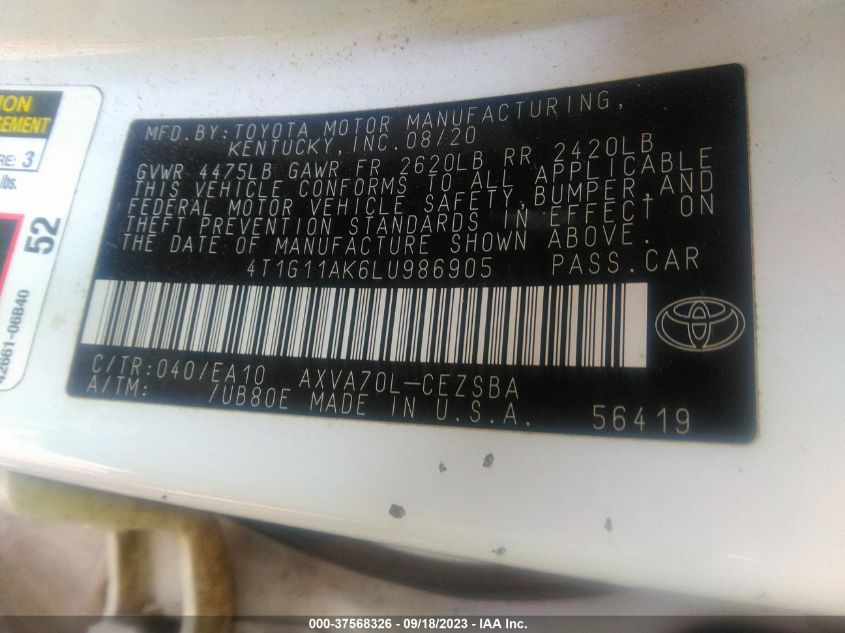 ION
GEMENT
RE: 3
lbs.
52
42661-06B40
MFD.BY:TOYOTA MOTOR MANUFACTURING,
KENTUCKY, INC.08/20
GVWR 4475LB GAWR FR 2620LB RR 2420LB
THIS VEHICLE CONFORMS TO ALL APPLICABLE
FEDERAL MOTOR VEHICLE SAFETY,BUMPER,AND
THEFT PREVENTION STANDARDS IN EFFECT ON
THE DATE OF MANUFACTURE SHOWN ABOVE.
4T1G11AK6LU986905 PASS.CAR
C/TR:040/EA10 AXVA70L-CEZSBA
A/TM: /UB80E MADE IN U.S.A. 56419
000-37568326 - 09/18/2023 - IAA Inc.